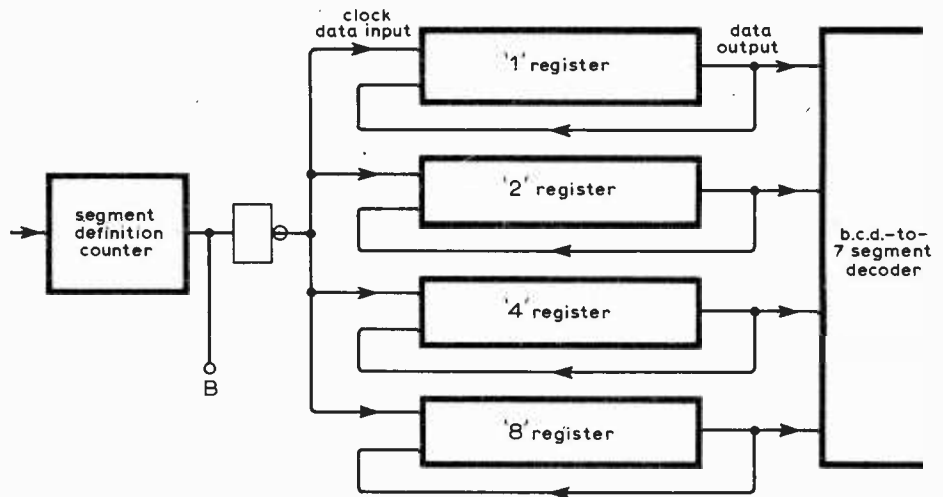 clock
data input
data
output
'1' register
'2' register
segment
definition
counter
b.c.d.-to-
7 segment
decoder
'4' register
B
'8' register